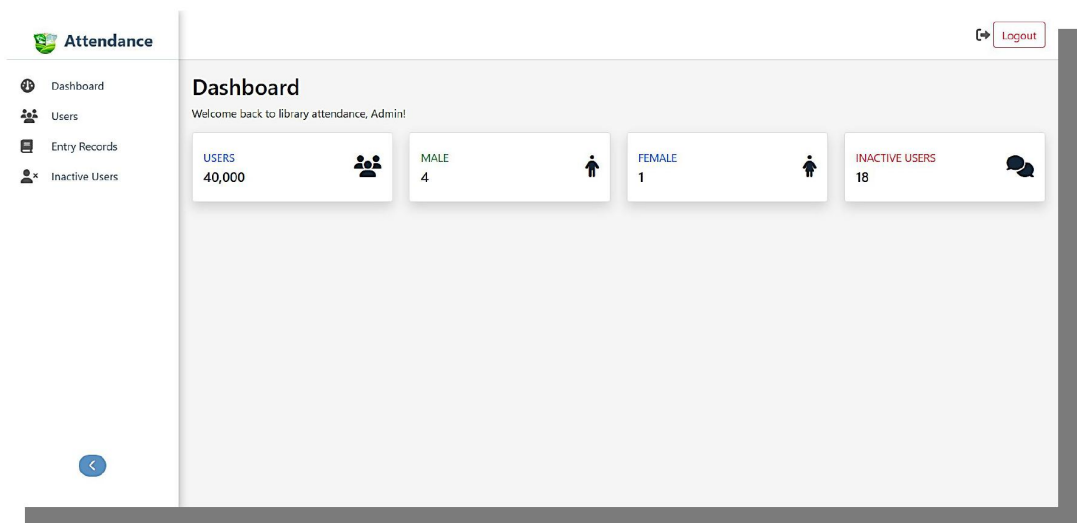 Attendance
Logout
Dashboard
Users
Entry Records
Inactive Users
Dashboard
Welcome back to library attendance, Admin!
USERS
40,000
MALE
4
FEMALE
1
INACTIVE USERS
18